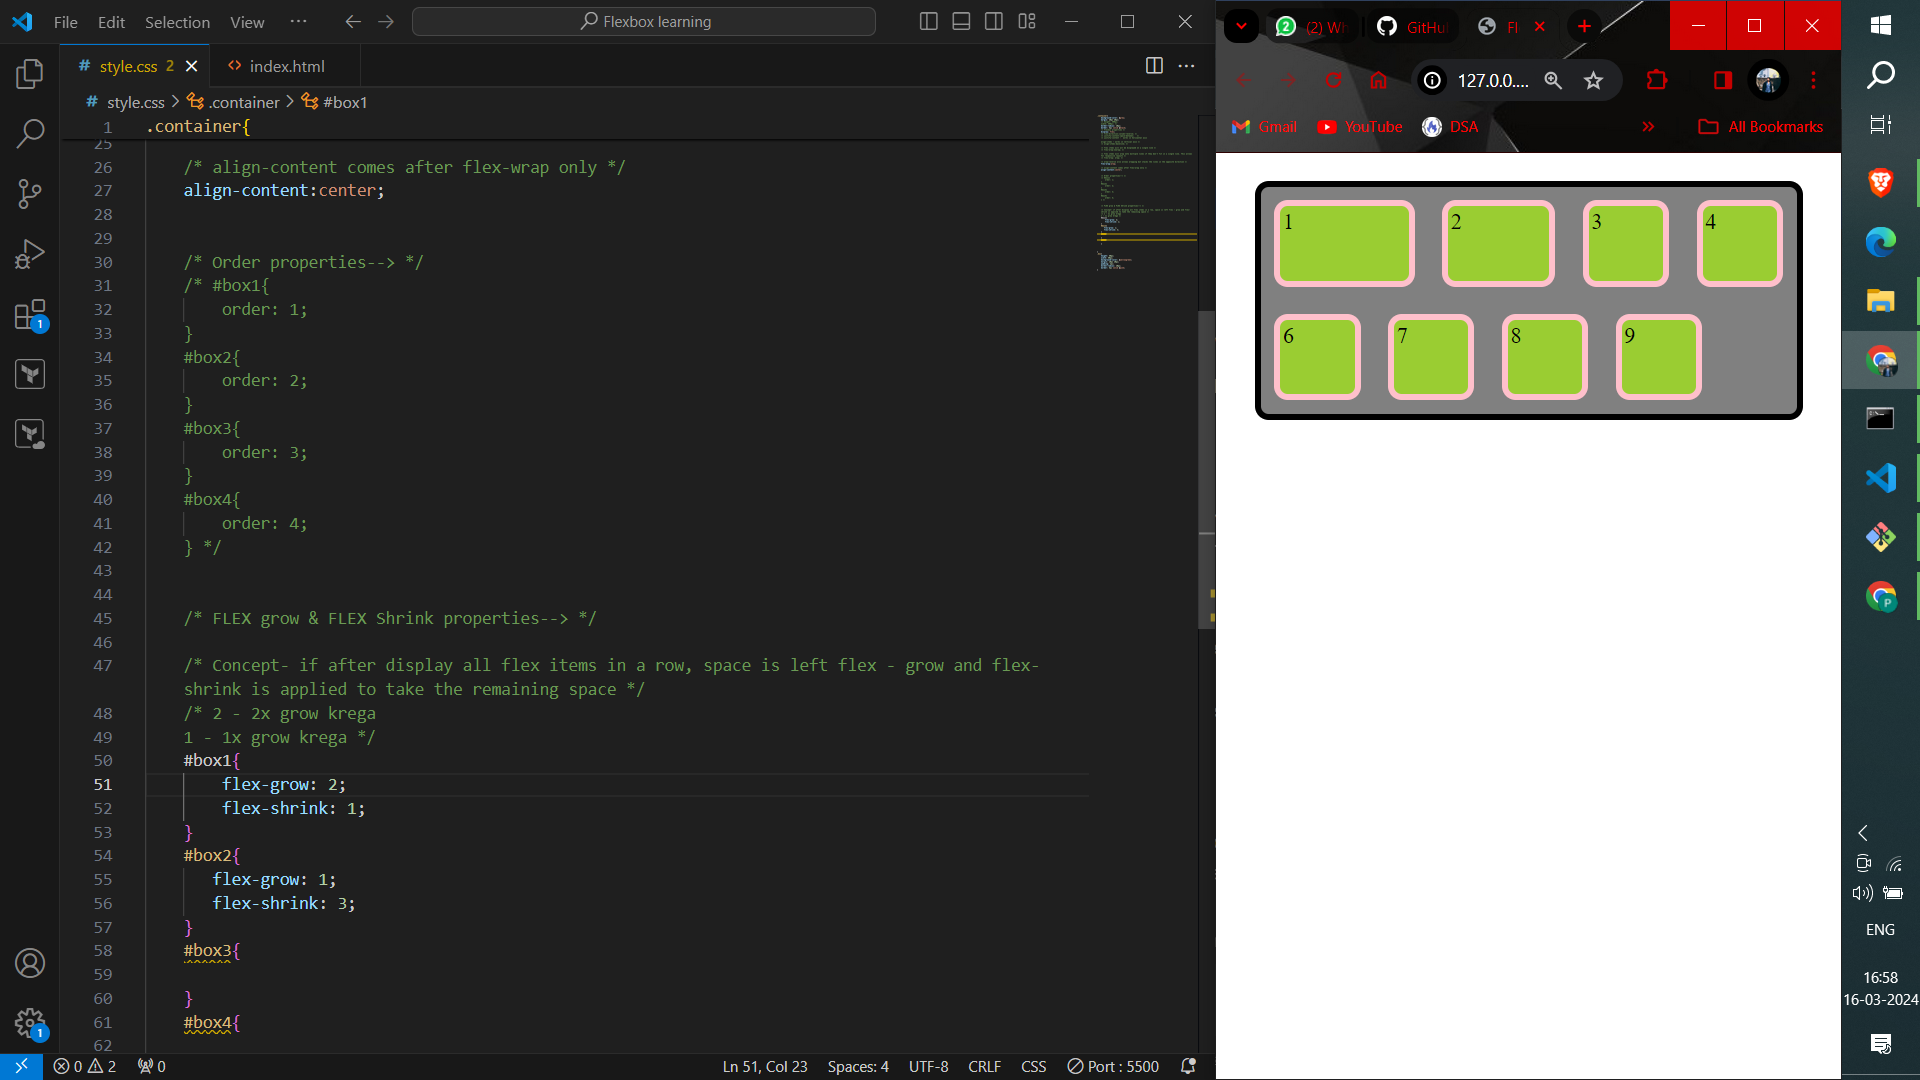 File Edit Selection View ··· Flexbox learning
# style.css 2 index.html
# style.css > .container > #box1
1 .container{
25
26 /* align-content comes after flex-wrap only */
27 align-content:center;
28
29
30 /* Order properties--> */
31 /* #box1{
32 order: 1;
33 }
34 #box2{
35 order: 2;
36 }
37 #box3{
38 order: 3;
39 }
40 #box4{
41 order: 4;
42 } */
43
44
45 /* FLEX grow & FLEX Shrink properties--> */
46
47 /* Concept- if after display all flex items in a row, space is left flex - grow and flex-
shrink is applied to take the remaining space */
48 /* 2 - 2x grow krega
49 1 - 1x grow krega */
50 #box1{
51 flex-grow: 2;
52 flex-shrink: 1;
53 }
54 #box2{
55 flex-grow: 1;
56 flex-shrink: 3;
57 }
58 #box3{
59
60 }
61 #box4{
62
1
1
0 2 0
Ln 51, Col 23 Spaces: 4 UTF-8 CRLF CSS Port : 5500
2 (2) Wh GitHu Fl
127.0.0....
Gmail YouTube DSA » All Bookmarks
1 2 3 4
6 7 8 9
P
ENG
16:58
16-03-2024